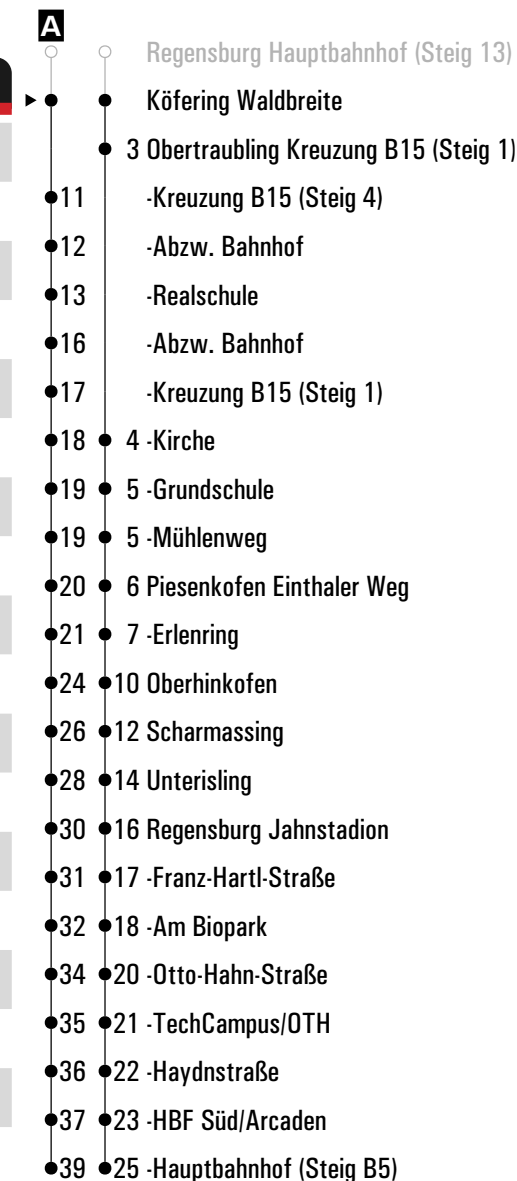 A
Regensburg Hauptbahnhof (Steig 13)
Köfering Waldbreite
3 Obertraubling Kreuzung B15 (Steig 1)
11 -Kreuzung B15 (Steig 4)
12 -Abzw. Bahnhof
13 -Realschule
16 -Abzw. Bahnhof
17 -Kreuzung B15 (Steig 1)
18 4 -Kirche
19 5 -Grundschule
19 5 -Mühlenweg
20 6 Piesenkofen Einthaler Weg
21 7 -Erlenring
24 10 Oberhinkofen
26 12 Scharmassing
28 14 Unterisling
30 16 Regensburg Jahnstadion
31 17 -Franz-Hartl-Straße
32 18 -Am Biopark
34 20 -Otto-Hahn-Straße
35 21 -TechCampus/OTH
36 22 -Haydnstraße
37 23 -HBF Süd/Arcaden
39 25 -Hauptbahnhof (Steig B5)